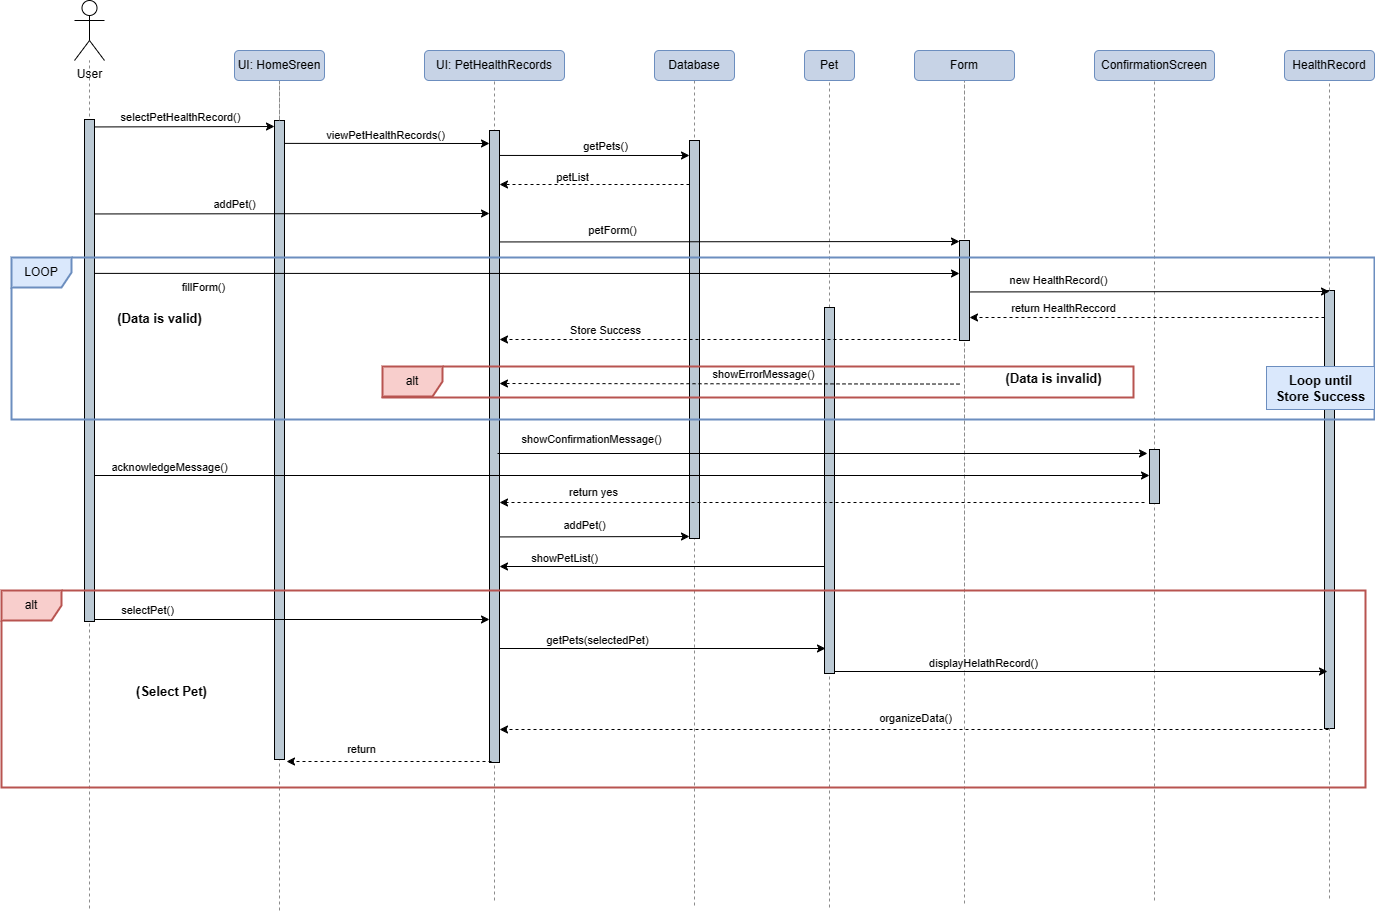 User
UI: HomeSreen
UI: PetHealthRecords
Database
Pet
Form
ConfirmationScreen
HealthRecord
selectPetHealthRecord()
viewPetHealthRecords()
getPets()
petList
addPet()
petForm()
LOOP
fillForm()
new HealthRecord()
return HealthReccord
(Data is valid)
Store Success
alt
showErrorMessage()
(Data is invalid)
Loop until
Store Success
showConfirmationMessage()
acknowledgeMessage()
return yes
addPet()
showPetList()
alt
selectPet()
getPets(selectedPet)
displayHelathRecord()
(Select Pet)
organizeData()
return